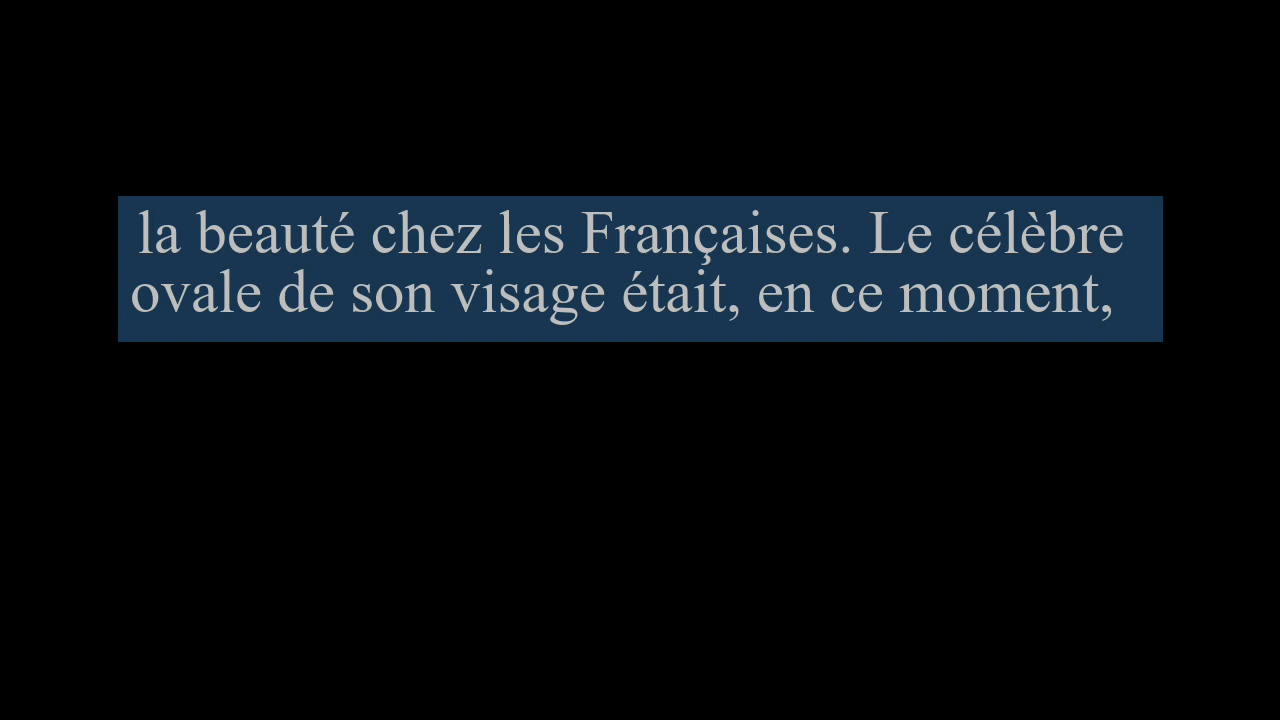 la beauté chez les Françaises. Le célèbre
ovale de son visage était, en ce moment,